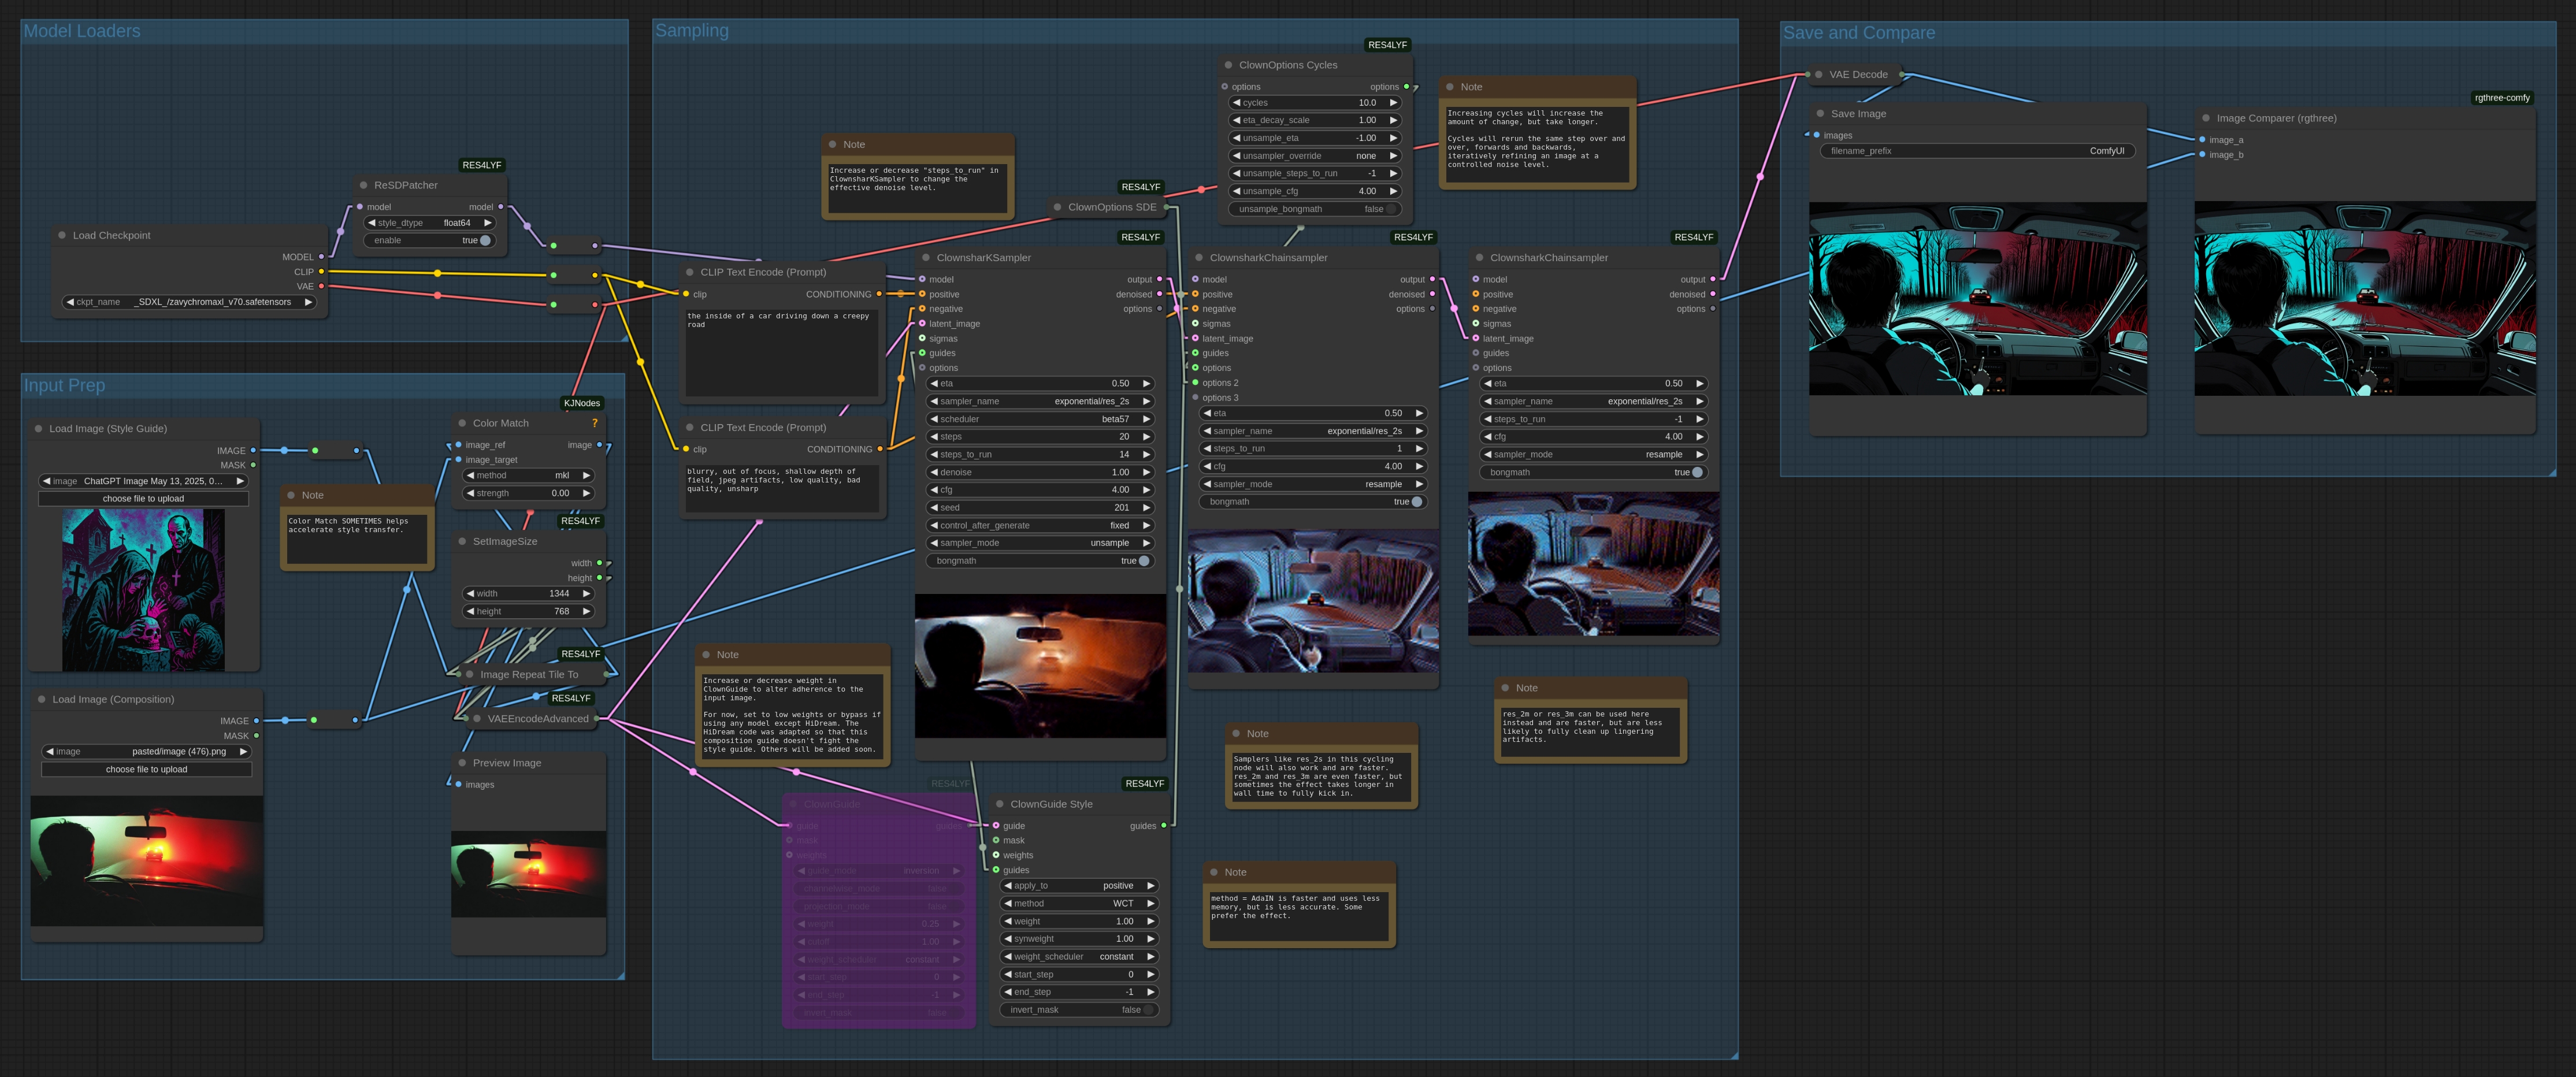 Model Loaders
RES4LYF
ReSDPatcher
model model
style_dtype float64
enable true
Load Checkpoint
MODEL
CLIP
VAE
ckpt_name _SDXL_/zavychromaxl_v70.safetensors
Input Prep
Load Image (Style Guide)
IMAGE
MASK
image ChatGPT Image May 13, 2025, 0...
choose file to upload
Note
Color Match SOMETIMES helps
accelerate style transfer.
KJNodes
Color Match ?
image_ref image
image_target
method mkl
strength 0.00
RES4LYF
SetImageSize
width
height
width 1344
height 768
RES4LYF
Image Repeat Tile To
RES4LYF
VAEEncodeAdvanced
Load Image (Composition)
IMAGE
MASK
image pasted/image (476).png
choose file to upload
Preview Image
images
Sampling
Note
Increase or decrease "steps_to_run" in
ClownsharKSampler to change the
effective denoise level.
RES4LYF
ClownOptions SDE
RES4LYF
ClownOptions Cycles
options options
cycles 10.0
eta_decay_scale 1.00
unsample_eta -1.00
unsampler_override none
unsample_steps_to_run -1
unsample_cfg 4.00
unsample_bongmath false
Note
Increasing cycles will increase the
amount of change, but take longer.
Cycles will rerun the same step over and
over, forwards and backwards,
iteratively refining an image at a
controlled noise level.
CLIP Text Encode (Prompt)
clip CONDITIONING
the inside of a car driving down a creepy
road
CLIP Text Encode (Prompt)
clip CONDITIONING
blurry, out of focus, shallow depth of
field, jpeg artifacts, low quality, bad
quality, unsharp
RES4LYF
ClownsharKSampler
model output
positive denoised
negative options
latent_image
sigmas
guides
options
eta 0.50
sampler_name exponential/res_2s
scheduler beta57
steps 20
steps_to_run 14
denoise 1.00
cfg 4.00
seed 201
control_after_generate fixed
sampler_mode unsample
bongmath true
RES4LYF
ClownsharkChainsampler
model output
positive denoised
negative options
sigmas
latent_image
guides
options
options 2
options 3
eta 0.50
sampler_name exponential/res_2s
steps_to_run 1
cfg 4.00
sampler_mode resample
bongmath true
RES4LYF
ClownsharkChainsampler
model output
positive denoised
negative options
sigmas
latent_image
guides
options
eta 0.50
sampler_name exponential/res_2s
steps_to_run -1
cfg 4.00
sampler_mode resample
bongmath true
Note
Increase or decrease weight in
ClownGuide to alter adherence to the
input image.
For now, set to low weights or bypass if
using any model except HiDream. The
HiDream code was adapted so that this
composition guide doesn't fight the
style guide. Others will be added soon.
RES4LYF
ClownGuide
guide guides
mask
weights
guide_mode inversion
channelwise_mode false
projection_mode false
weight 0.25
cutoff 1.00
weight_scheduler constant
start_step 0
end_step -1
invert_mask false
RES4LYF
ClownGuide Style
guide guides
mask
weights
guides
apply_to positive
method WCT
weight 1.00
synweight 1.00
weight_scheduler constant
start_step 0
end_step -1
invert_mask false
Note
Samplers like res_2s in this cycling
node will also work and are faster.
res_2m and res_3m are even faster, but
sometimes the effect takes longer in
wall time to fully kick in.
Note
res_2m or res_3m can be used here
instead and are faster, but are less
likely to fully clean up lingering
artifacts.
Note
method = AdaIN is faster and uses less
memory, but is less accurate. Some
prefer the effect.
Save and Compare
VAE Decode
Save Image
images
filename_prefix ComfyUI
rgthree-comfy
Image Comparer (rgthree)
image_a
image_b